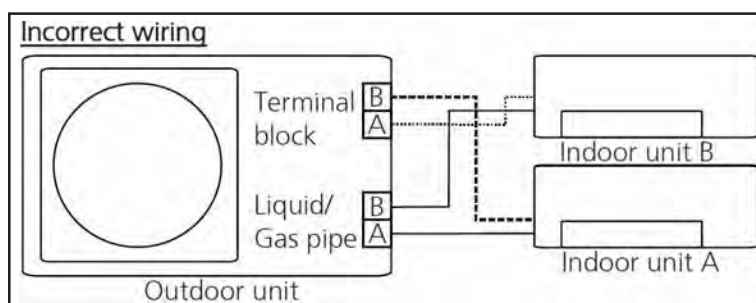 Incorrect wiring
Terminal block
B
A
Liquid/
Gas pipe
B
A
Outdoor unit
Indoor unit B
Indoor unit A